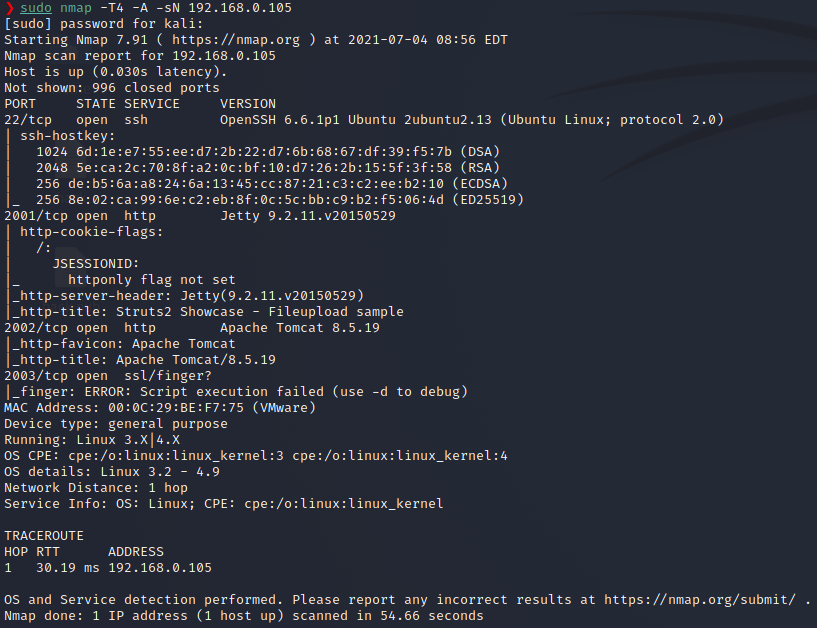 ❯ sudo nmap -T4 -A -sN 192.168.0.105
[sudo] password for kali:
Starting Nmap 7.91 ( https://nmap.org ) at 2021-07-04 08:56 EDT
Nmap scan report for 192.168.0.105
Host is up (0.030s latency).
Not shown: 996 closed ports
PORT     STATE SERVICE     VERSION
22/tcp   open  ssh         OpenSSH 6.6.1p1 Ubuntu 2ubuntu2.13 (Ubuntu Linux; protocol 2.0)
| ssh-hostkey:
|   1024 6d:1e:e7:55:ee:d7:2b:22:d7:6b:68:67:df:39:f5:7b (DSA)
|   2048 5e:ca:2c:70:8f:a2:0c:bf:10:d7:26:2b:15:5f:3f:58 (RSA)
|   256 de:b5:6a:a8:24:6a:13:45:cc:87:21:c3:c2:ee:b2:10 (ECDSA)
|_  256 8e:02:ca:99:6e:c2:eb:8f:0c:5c:bb:c9:b2:f5:06:4d (ED25519)
2001/tcp open  http        Jetty 9.2.11.v20150529
| http-cookie-flags:
|   /:
|     JSESSIONID:
|_      httponly flag not set
|_http-server-header: Jetty(9.2.11.v20150529)
|_http-title: Struts2 Showcase - Fileupload sample
2002/tcp open  http        Apache Tomcat 8.5.19
|_http-favicon: Apache Tomcat
|_http-title: Apache Tomcat/8.5.19
2003/tcp open  ssl/finger?
|_finger: ERROR: Script execution failed (use -d to debug)
MAC Address: 00:0C:29:BE:F7:75 (VMware)
Device type: general purpose
Running: Linux 3.X|4.X
OS CPE: cpe:/o:linux:linux_kernel:3 cpe:/o:linux:linux_kernel:4
OS details: Linux 3.2 - 4.9
Network Distance: 1 hop
Service Info: OS: Linux; CPE: cpe:/o:linux:linux_kernel
TRACEROUTE
HOP RTT      ADDRESS
1   30.19 ms 192.168.0.105
OS and Service detection performed. Please report any incorrect results at https://nmap.org/submit/ .
Nmap done: 1 IP address (1 host up) scanned in 54.66 seconds